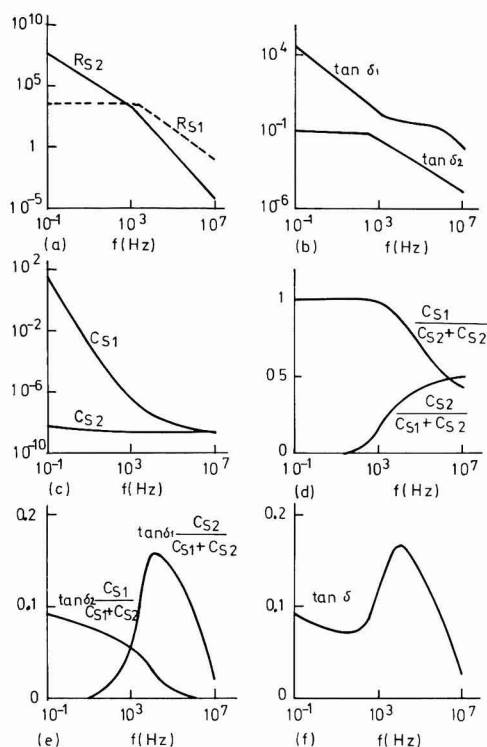 10^10
R_S2
10^05
R_S1
1
10^-5
10^-1 10^3 10^7
(a) f(Hz)
10^4
tan δ1
10^-1
tan δ2
10^-6
10^-1 10^3 10^7
(b) f(Hz)
10^2
C_S1
10^-2
10^-6
C_S2
10^-10
10^-1 10^3 10^7
(c) f(Hz)
1
C_S1
C_S2 + C_S2
0.5
C_S2
C_S1 + C_S2
0
10^-1 10^3 10^7
(d) f(Hz)
0.2
tanδ1 C_S2
C_S1 + C_S2
tanδ2 C_S1
C_S1 + C_S2
0.1
0
10^-1 10^3 10^7
(e) f(Hz)
0.2
tan δ
0.1
0
10^-1 10^3 10^7
(f) f(Hz)